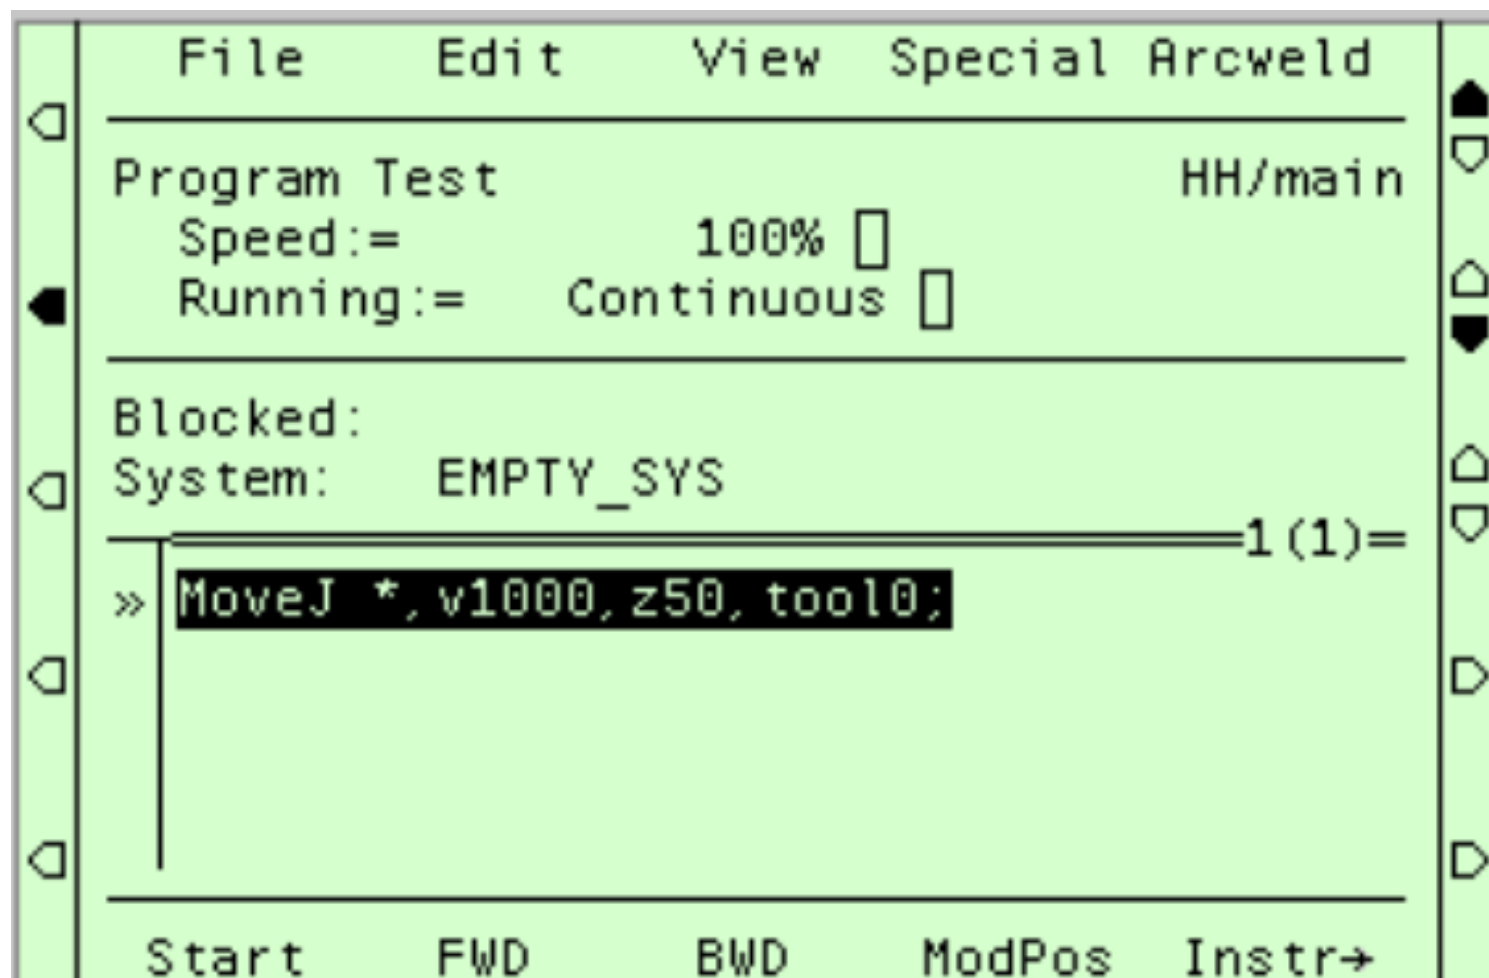 File Edit View Special Arcweld
Program Test HH/main
Speed:= 100%
Running:= Continuous
Blocked:
System: EMPTY_SYS
1(1)
» MoveJ *,v1000,z50,tool0;
Start FWD BWD ModPos Instr→